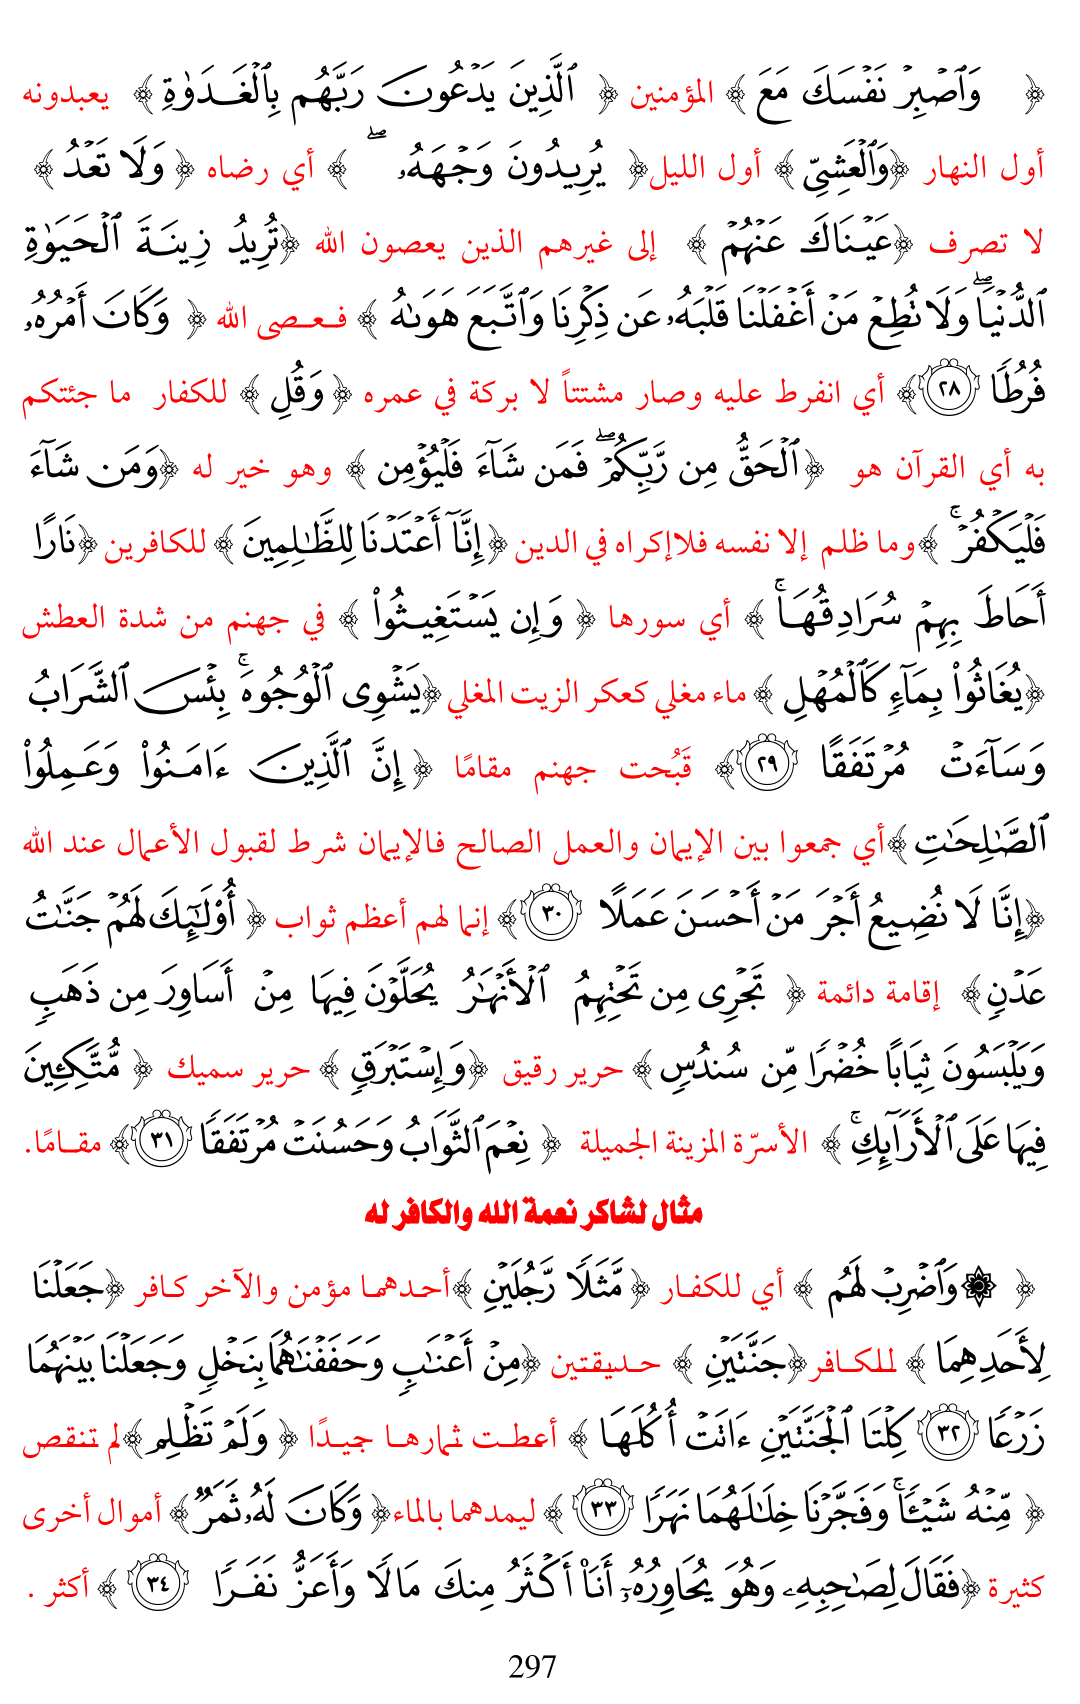 ﴿ وَٱصۡبِرۡ نَفۡسَكَ مَعَ ﴾ المؤمنين ﴿ ٱلَّذِينَ يَدۡعُونَ رَبَّهُم بِٱلۡغَدَوٰةِ ﴾ يعبدونه
أول النهار ﴿وَٱلۡعَشِيِّ ﴾ أول الليل﴿ يُرِيدُونَ وَجۡهَهُۥۖ ﴾ أي رضاه ﴿ وَلَا تَعۡدُ ﴾
لا تصرف ﴿عَيۡنَاكَ عَنۡهُمۡ ﴾ إلى غيرهم الذين يعصون الله ﴿تُرِيدُ زِينَةَ ٱلۡحَيَوٰةِ
ٱلدُّنۡيَاۖ وَلَا تُطِعۡ مَنۡ أَغۡفَلۡنَا قَلۡبَهُۥ عَن ذِكۡرِنَا وَٱتَّبَعَ هَوَىٰهُ ﴾ فعصى الله ﴿ وَكَانَ أَمۡرُهُۥ
فُرُطٗا ٢٨﴾ أي انفرط عليه وصار مشتتاً لا بركة في عمره ﴿ وَقُلِ ﴾ للكفار ما جئتكم
به أي القرآن هو ﴿ٱلۡحَقُّ مِن رَّبِّكُمۡۖ فَمَن شَآءَ فَلۡيُؤۡمِن ﴾ وهو خير له ﴿وَمَن شَآءَ
فَلۡيَكۡفُرۡۚ ﴾وما ظلم إلا نفسه فلاإكراه في الدين ﴿إِنَّآ أَعۡتَدۡنَا لِلظَّٰلِمِينَ ﴾ للكافرين ﴿نَارًا
أَحَاطَ بِهِمۡ سُرَادِقُهَاۚ ﴾ أي سورها ﴿ وَإِن يَسۡتَغِيثُواْ ﴾ في جهنم من شدة العطش
﴿يُغَاثُواْ بِمَآءٖ كَٱلۡمُهۡلِ ﴾ ماء مغلي كعكر الزيت المغلي ﴿يَشۡوِي ٱلۡوُجُوهَۚ بِئۡسَ ٱلشَّرَابُ
وَسَآءَتۡ مُرۡتَفَقًا ٢٩﴾ قَبُحت جهنم مقامًا ﴿ إِنَّ ٱلَّذِينَ ءَامَنُواْ وَعَمِلُواْ
ٱلصَّٰلِحَٰتِ ﴾أي جمعوا بين الإيمان والعمل الصالح فالإيمان شرط لقبول الأعمال عند الله
﴿إِنَّا لَا نُضِيعُ أَجۡرَ مَنۡ أَحۡسَنَ عَمَلًا ٣٠﴾ إنما لهم أعظم ثواب ﴿ أُوْلَٰٓئِكَ لَهُمۡ جَنَّٰتُ
عَدۡنٖ ﴾ إقامة دائمة ﴿ تَجۡرِي مِن تَحۡتِهِمُ ٱلۡأَنۡهَٰرُ يُحَلَّوۡنَ فِيهَا مِنۡ أَسَاوِرَ مِن ذَهَبٖ
وَيَلۡبَسُونَ ثِيَابًا خُضۡرٗا مِّن سُندُسٖ ﴾ حرير رقيق ﴿وَإِسۡتَبۡرَقٖ ﴾ حرير سميك ﴿ مُّتَّكِـِٔينَ
فِيهَا عَلَى ٱلۡأَرَآئِكِۚ ﴾ الأسرّة المزينة الجميلة ﴿ نِعۡمَ ٱلثَّوَابُ وَحَسُنَتۡ مُرۡتَفَقٗا ٣١﴾ مقامًا.
مثال لشاكر نعمة الله والكافر له
﴿ ۞وَٱضۡرِبۡ لَهُم ﴾ أي للكفار ﴿ مَّثَلٗا رَّجُلَيۡنِ ﴾أحدهما مؤمن والآخر كافر ﴿جَعَلۡنَا
لِأَحَدِهِمَا ﴾ للكافر﴿جَنَّتَيۡنِ ﴾ حديقتين ﴿مِنۡ أَعۡنَٰبٖ وَحَفَفۡنَٰهُمَا بِنَخۡلٖ وَجَعَلۡنَا بَيۡنَهُمَا
زَرۡعٗا ٣٢ كِلۡتَا ٱلۡجَنَّتَيۡنِ ءَاتَتۡ أُكُلَهَا ﴾ أعطت ثمارها جيدًا ﴿ وَلَمۡ تَظۡلِم ﴾لم تنقص
﴿ مِّنۡهُ شَيۡـٔٗاۚ وَفَجَّرۡنَا خِلَٰلَهُمَا نَهَرٗا ٣٣ ﴾ ليمدهما بالماء﴿ وَكَانَ لَهُۥ ثَمَرٞ ﴾ أموال أخرى
كثيرة ﴿فَقَالَ لِصَٰحِبِهِۦ وَهُوَ يُحَاوِرُهُۥٓ أَنَا۠ أَكۡثَرُ مِنكَ مَالٗا وَأَعَزُّ نَفَرٗا ٣٤ ﴾ أكثر .
297